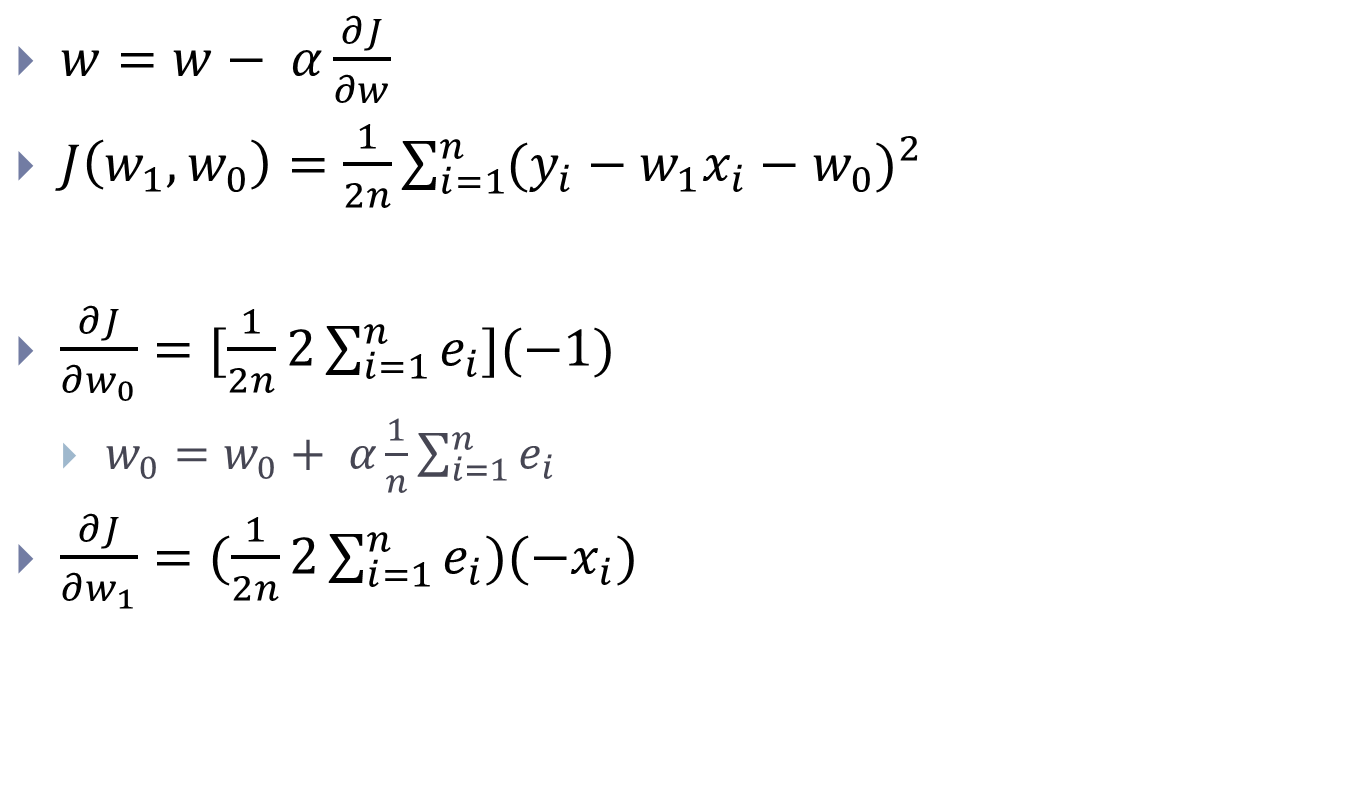 w = w − α ∂J/∂w
J(w₁, w₀) = 1/2n ∑ⁿᵢ₌₁(yᵢ − w₁xᵢ − w₀)²
∂J/∂w₀ = [1/2n 2 ∑ⁿᵢ₌₁ eᵢ](−1)
w₀ = w₀ + α 1/n ∑ⁿᵢ₌₁ eᵢ
∂J/∂w₁ = (1/2n 2 ∑ⁿᵢ₌₁ eᵢ)(−xᵢ)